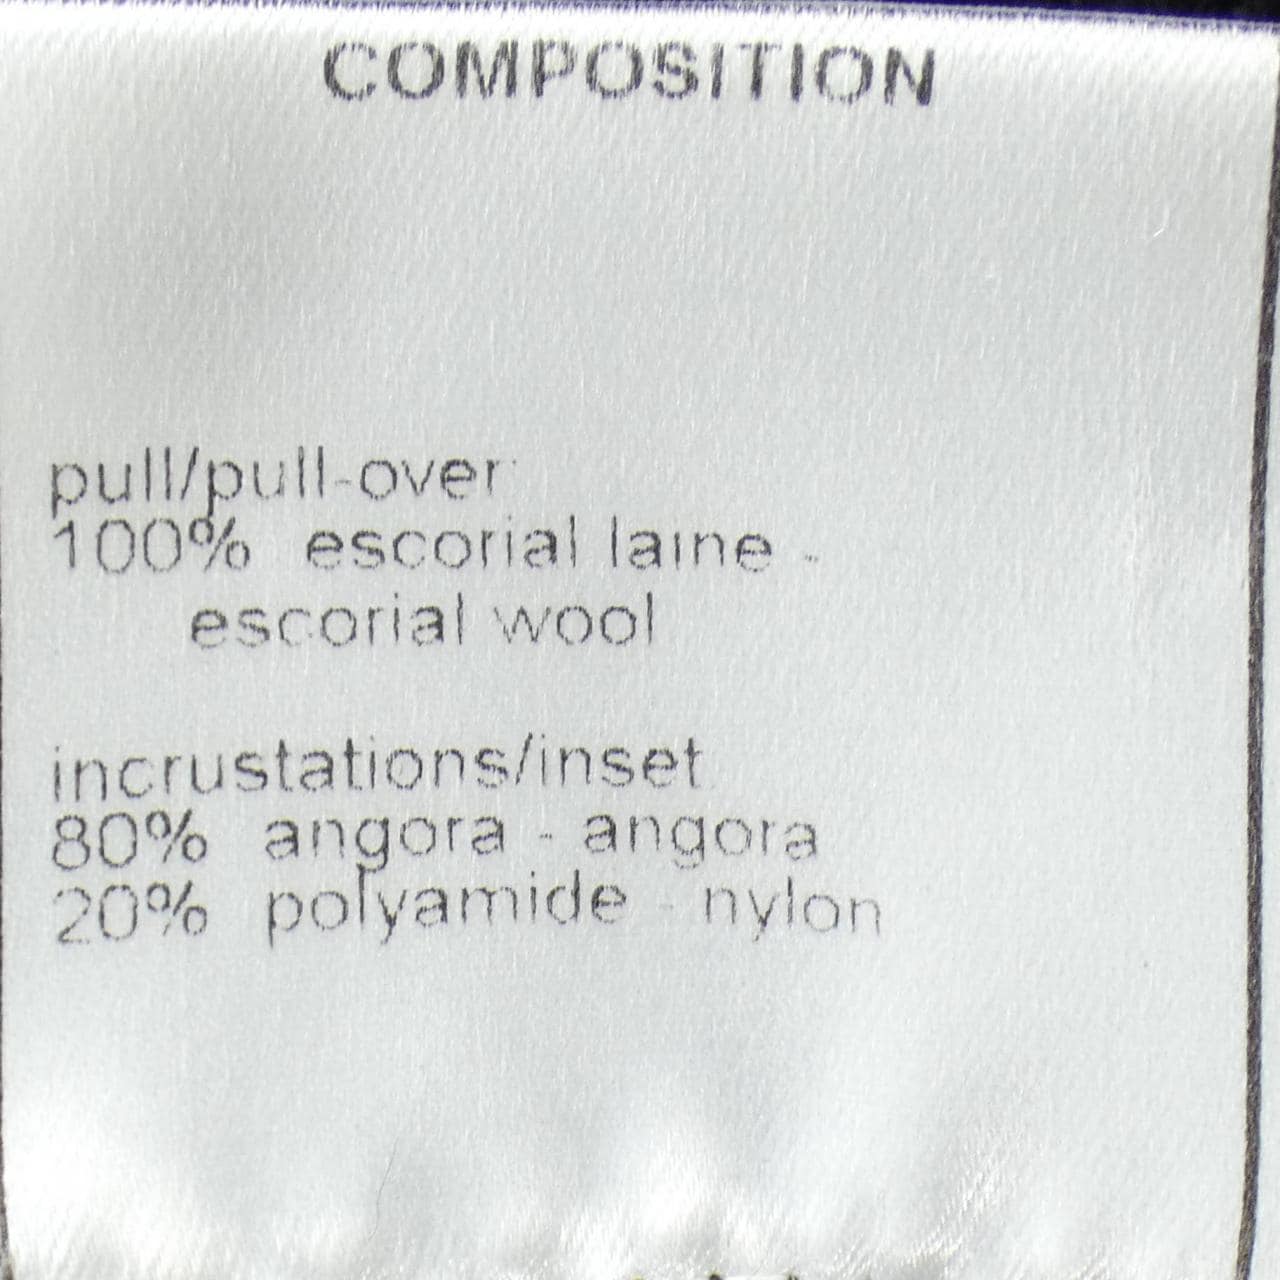 COMPOSITION
pull/pull-over:
100% escorial laine -
escorial wool
incrustations/inset:
80% angora - angora
20% polyamide - nylon